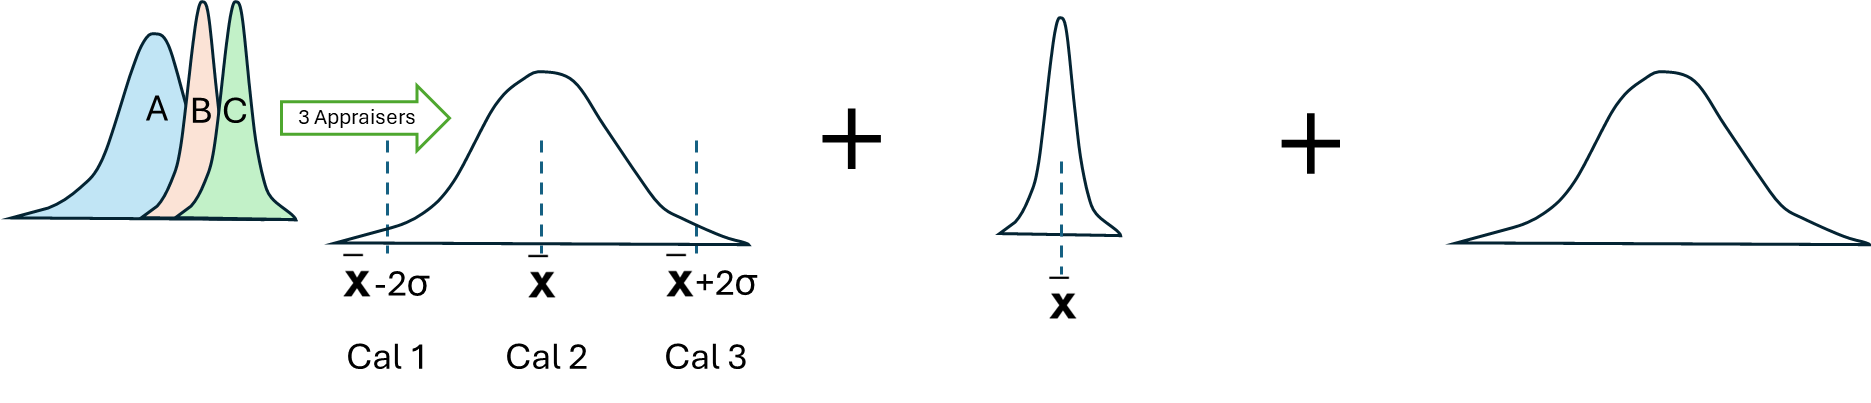 A B C
3 Appraisers
+
+
x̄-2σ x̄ x̄+2σ
x̄
Cal 1 Cal 2 Cal 3